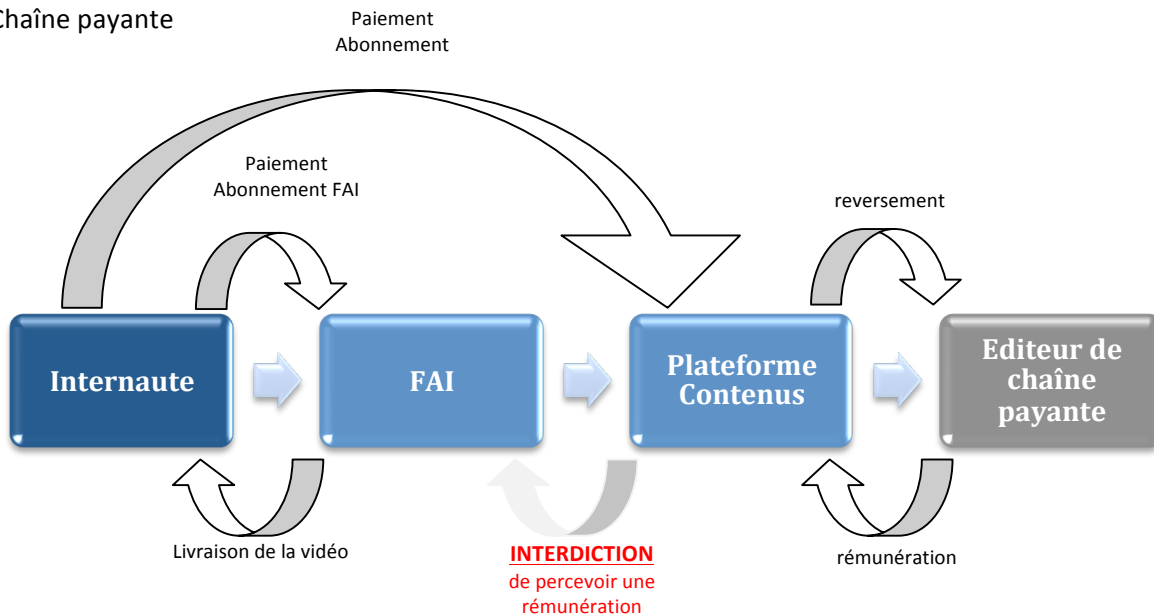 Chaîne payante
Paiement
Abonnement
Paiement
Abonnement FAI
reversement
Internaute
FAI
Plateforme
Contenus
Editeur de
chaîne
payante
Livraison de la vidéo
INTERDICTION
de percevoir une
rémunération
rémunération